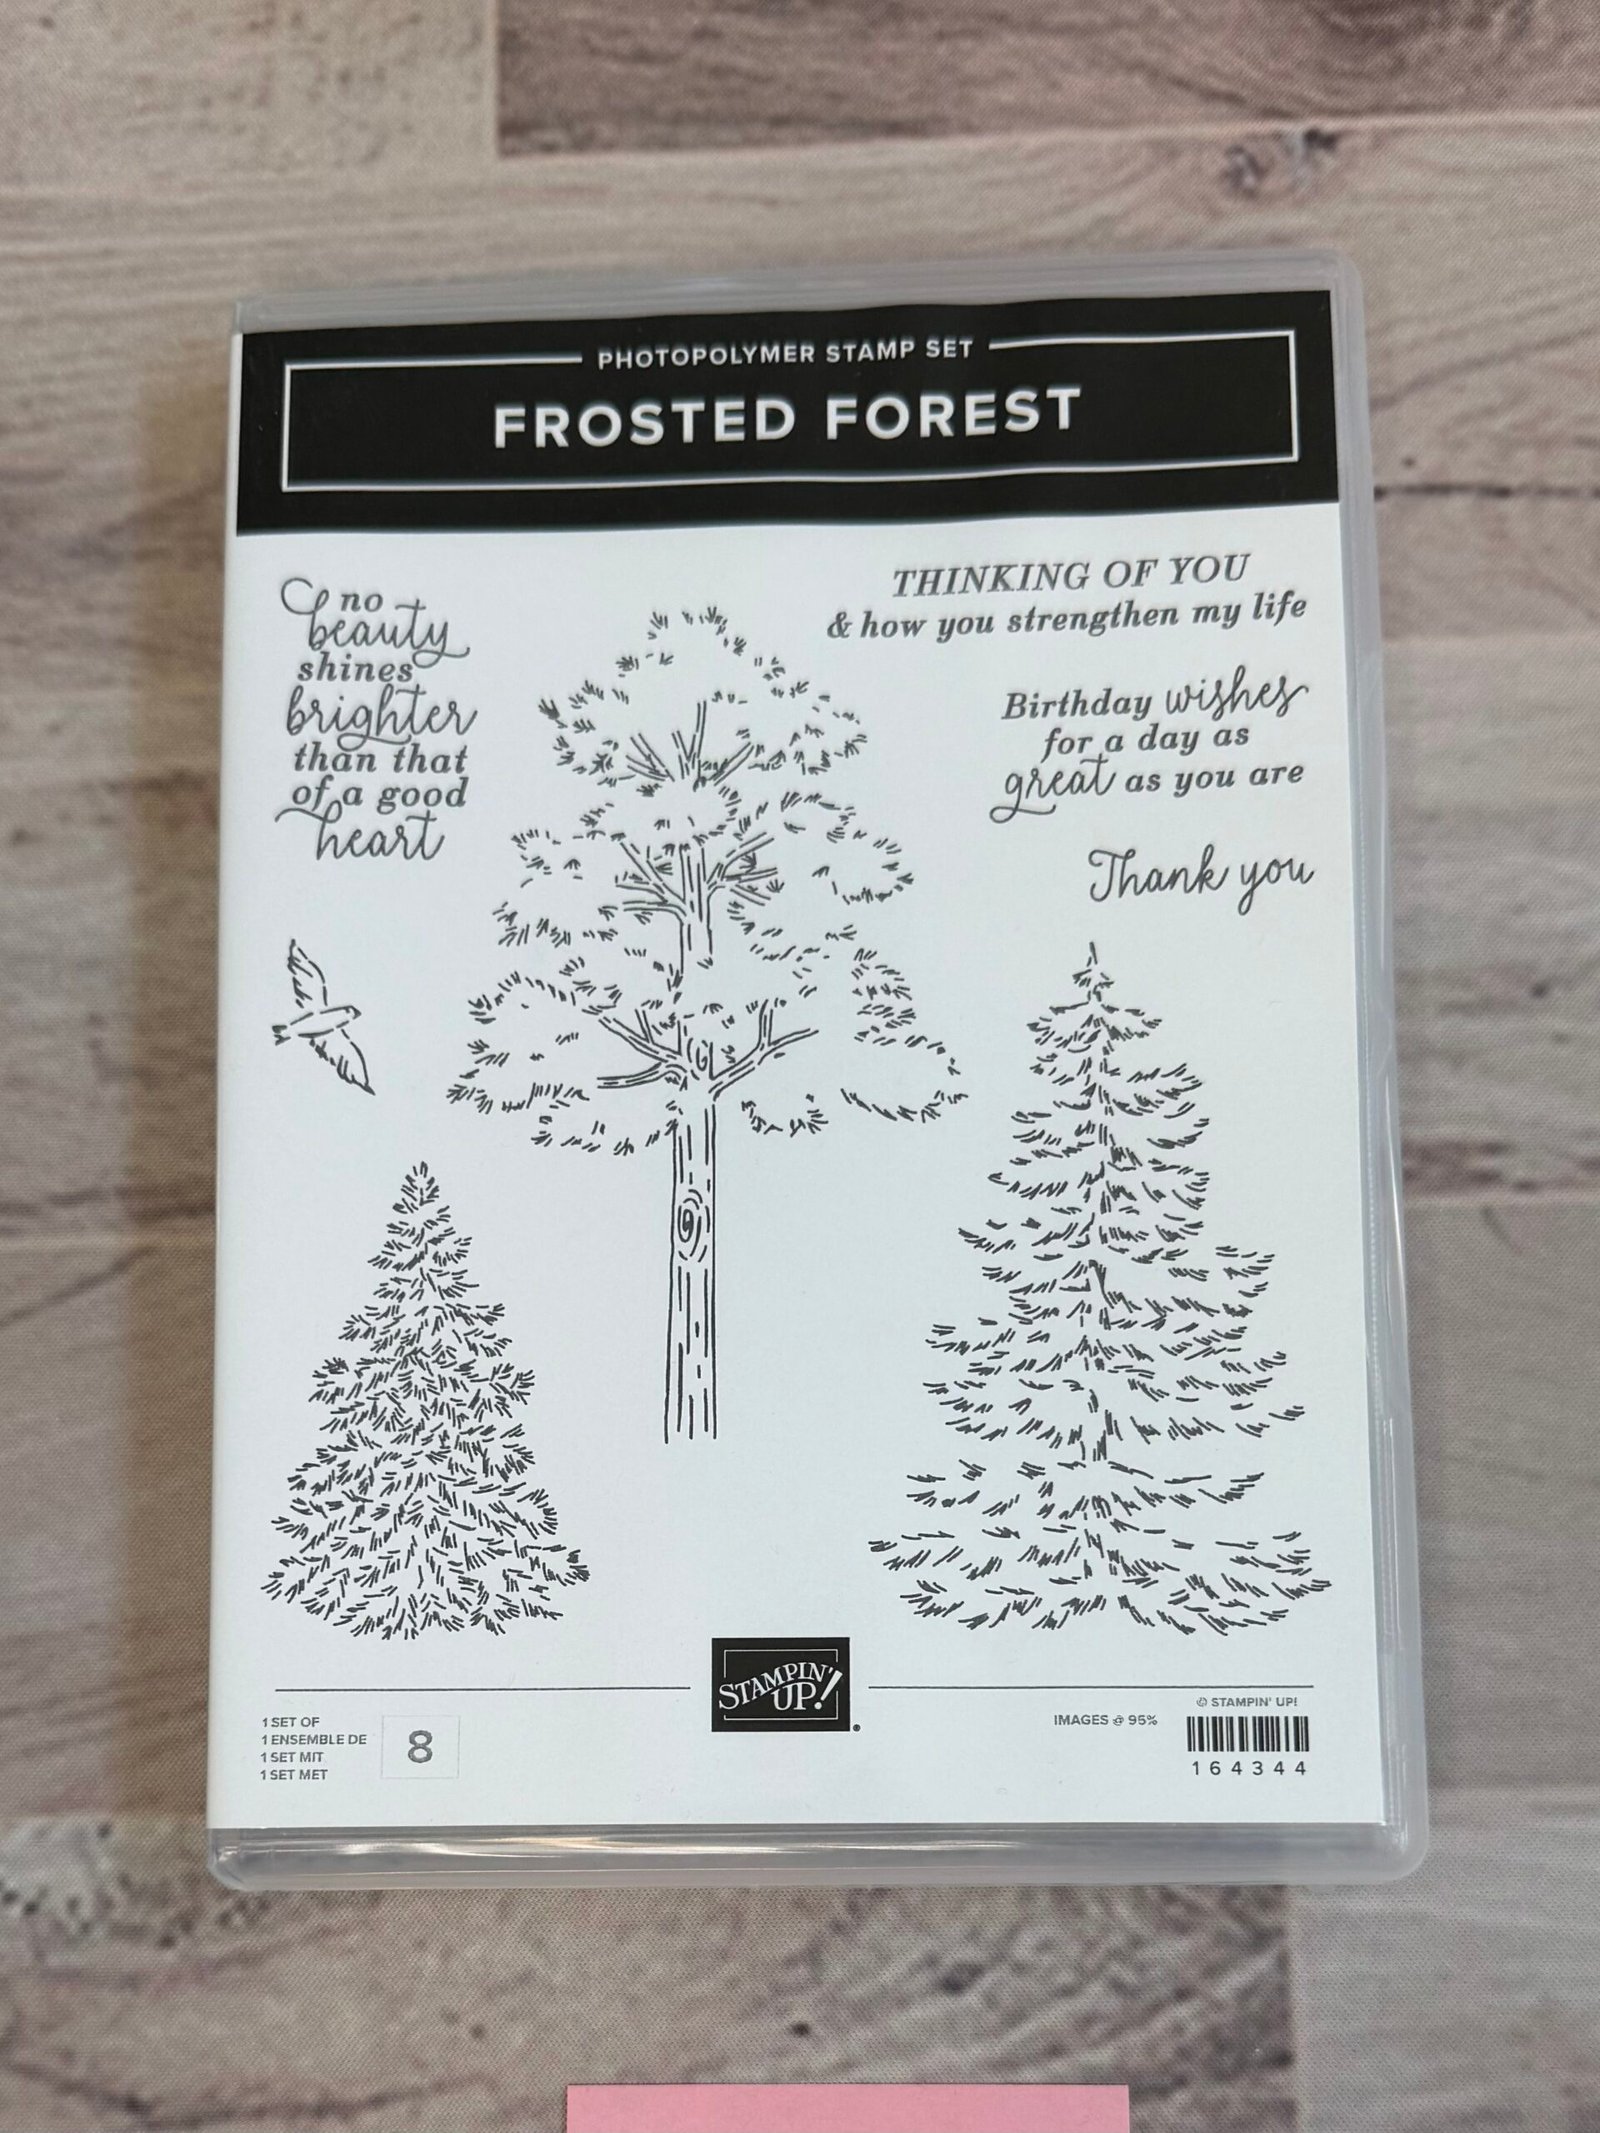 PHOTOPOLYMER STAMP SET
FROSTED FOREST
no
beauty
shines
brighter
than that
of a good
heart
THINKING OF YOU
& how you strengthen my life
Birthday wishes
for a day as
great as you are
Thank you
STAMPIN'
UP!®
1 SET OF
1 ENSEMBLE DE
1 SET MIT
1 SET MET
8
IMAGES @ 95%
© STAMPIN' UP!
164344